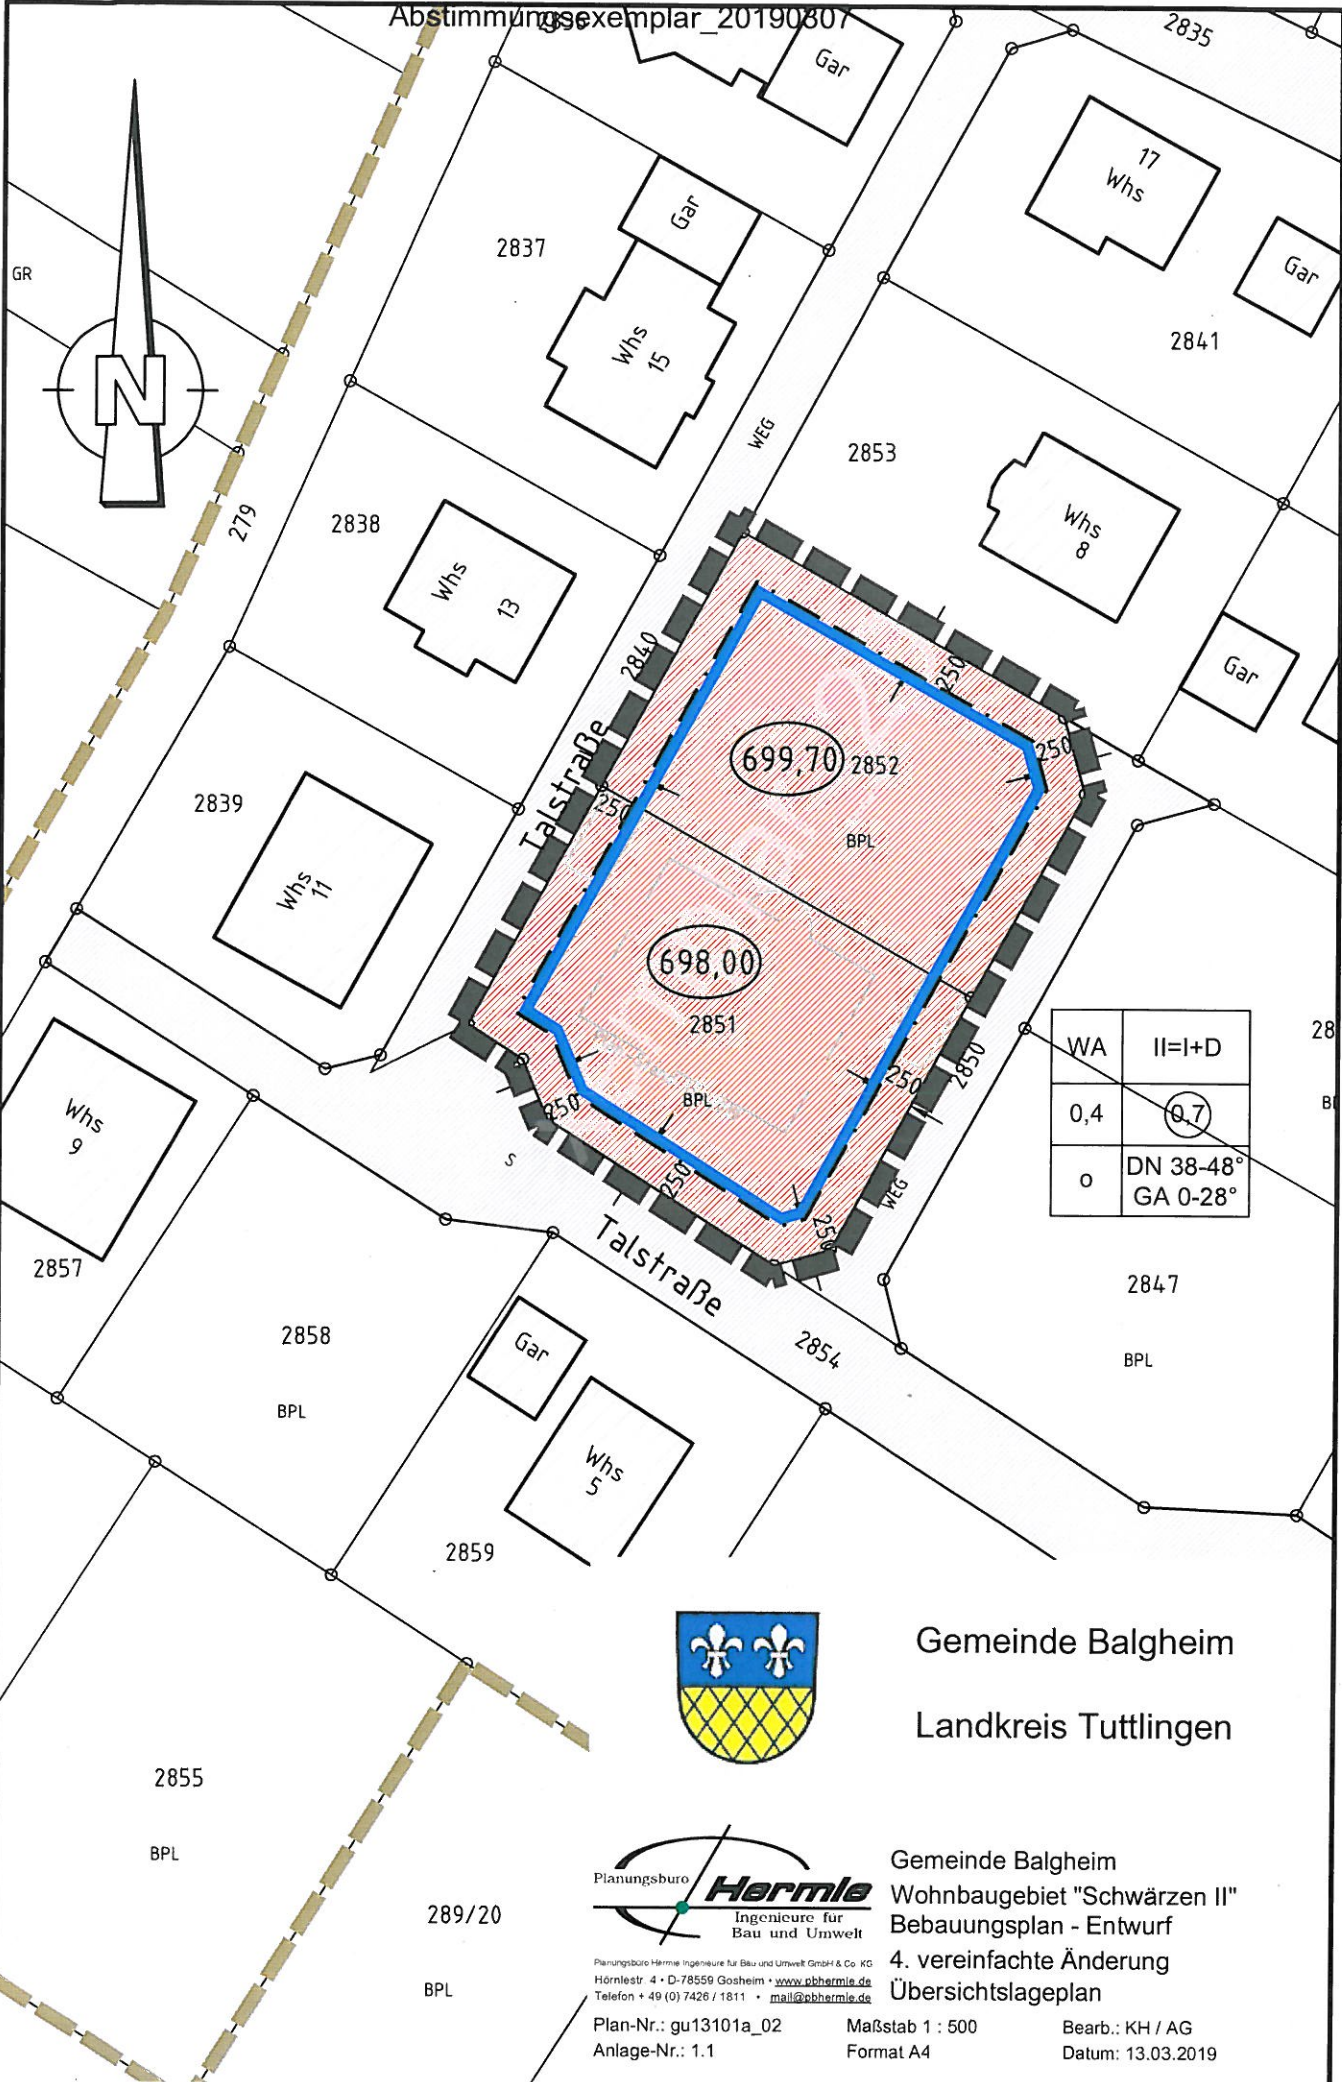 Abstimmungsexemplar_20190307
2835
Gar
17
Whs
Gar
GR
2837
Gar
Whs
15
2841
N
WEG
2853
279
2838
Whs
8
Whs
13
2840
250
Gar
Talstraße
699,70
2852
250
2839
250
BPL
Whs
11
698,00
2851
WA
II=I+D
28
2850
250
0,4
0,7
BPL
250
Whs
9
S
o
DN 38-48°
GA 0-28°
WEG
250
250
Talstraße
2857
2847
2858
Gar
2854
BPL
BPL
Whs
5
2859
Gemeinde Balgheim
Landkreis Tuttlingen
2855
BPL
289/20
BPL
Planungsbüro
Hermle
Ingenieure für
Bau und Umwelt
Planungsbüro Hermle Ingenieure für Bau und Umwelt GmbH & Co. KG
Hörnlestr. 4 • D-78559 Gosheim • www.pbhermle.de
Telefon + 49 (0) 7426 / 1811 • mail@pbhermle.de
Gemeinde Balgheim
Wohnbaugebiet "Schwärzen II"
Bebauungsplan - Entwurf
4. vereinfachte Änderung
Übersichtslageplan
Plan-Nr.: gu13101a_02
Maßstab 1 : 500
Bearb.: KH / AG
Anlage-Nr.: 1.1
Format A4
Datum: 13.03.2019